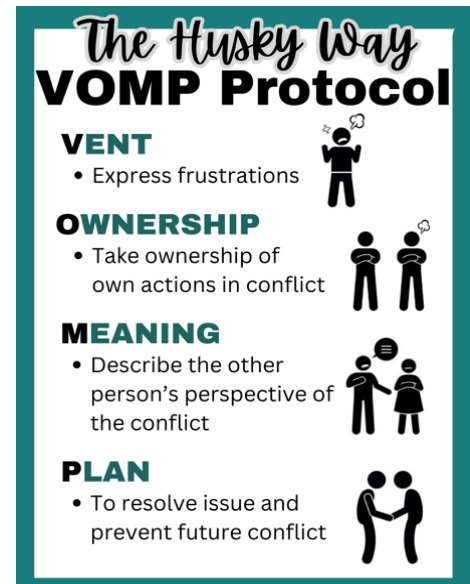 The Husky Way
VOMP Protocol
VENT
• Express frustrations
OWNERSHIP
• Take ownership of
own actions in conflict
MEANING
• Describe the other
person's perspective of
the conflict
PLAN
• To resolve issue and
prevent future conflict